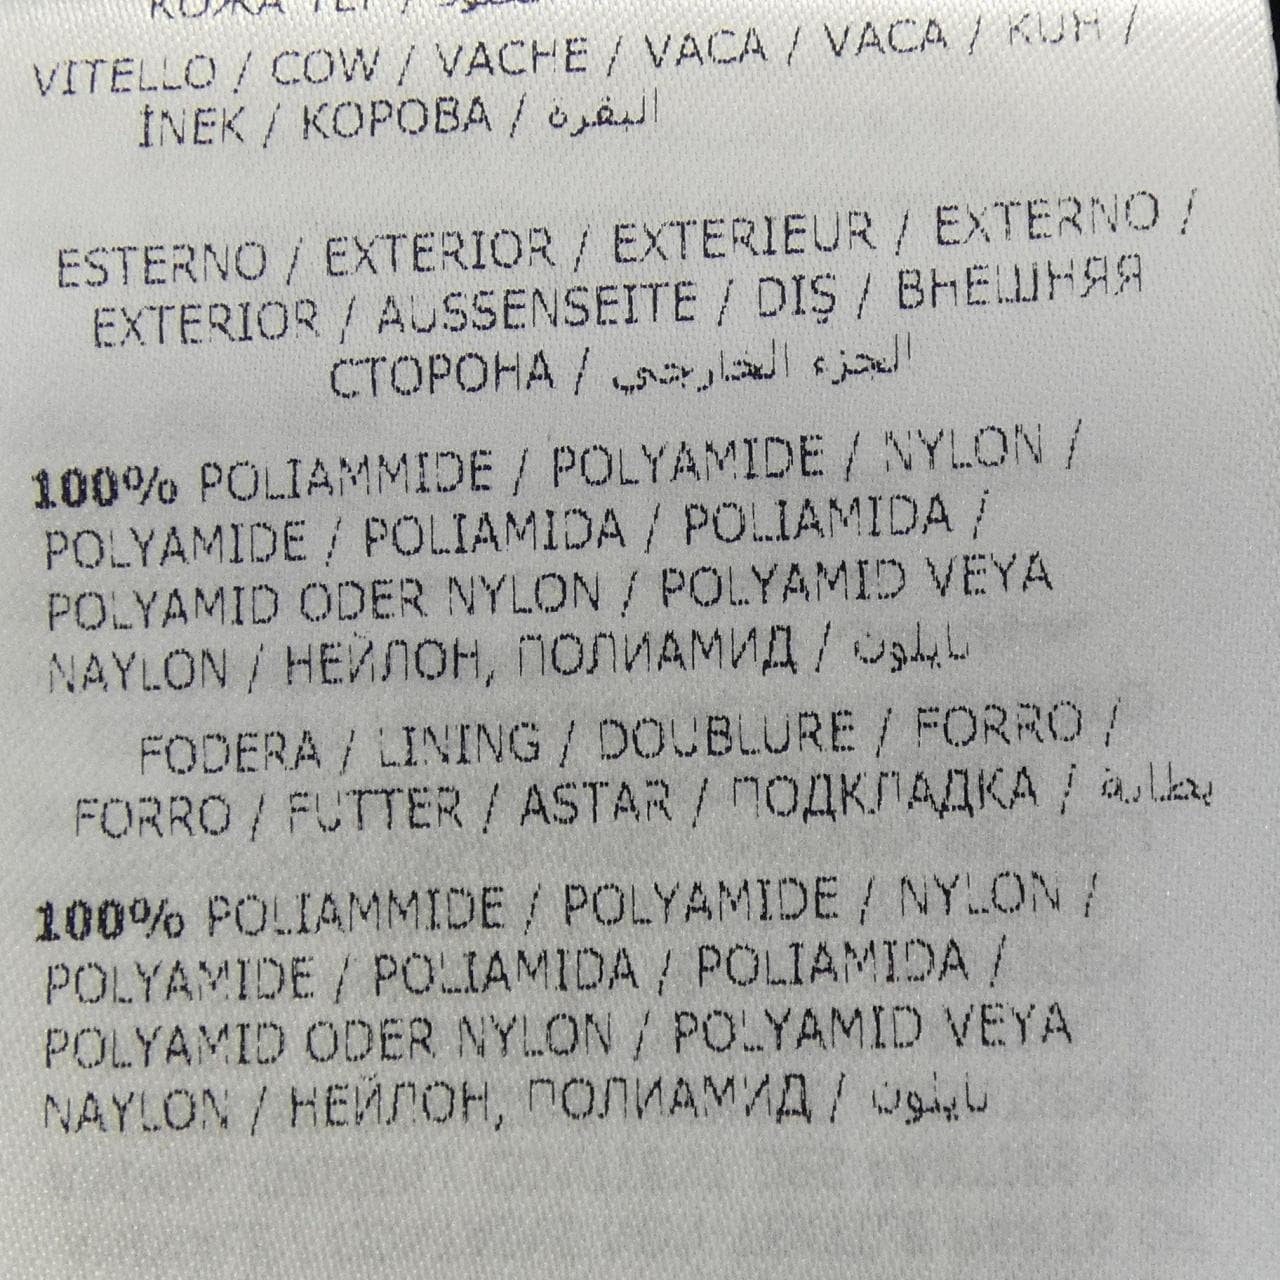 VITELLO / COW / VACHE / VACA / VACA / KUH /
İNEK / КОРОВА / البقرة
ESTERNO / EXTERIOR / EXTERIEUR / EXTERNO /
EXTERIOR / AUSSENSEITE / DIŞ / ВНЕШНЯЯ
СТОРОНА / الجزء الخارجي
100% POLIAMMIDE / POLYAMIDE / NYLON /
POLYAMIDE / POLIAMIDA / POLIAMIDA /
POLYAMID ODER NYLON / POLYAMID VEYA
NAYLON / НЕЙЛОН, ПОЛИАМИД / نايلون
FODERA / LINING / DOUBLURE / FORRO /
FORRO / FUTTER / ASTAR / ПОДКЛАДКА / بطانة
100% POLIAMMIDE / POLYAMIDE / NYLON /
POLYAMIDE / POLIAMIDA / POLIAMIDA /
POLYAMID ODER NYLON / POLYAMID VEYA
NAYLON / НЕЙЛОН, ПОЛИАМИД / نايلون